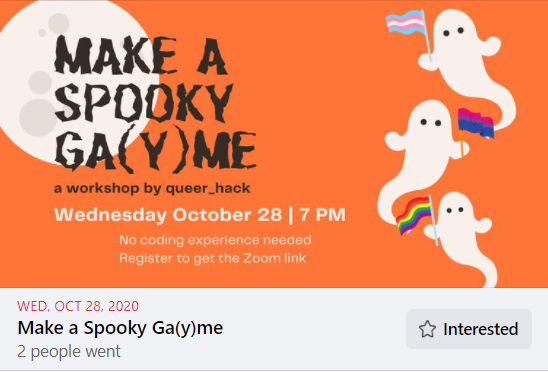 MAKE A
SPOOKY
GA(Y)ME
a workshop by queer_hack
Wednesday October 28 | 7 PM
No coding experience needed
Register to get the Zoom link
WED, OCT 28, 2020
Make a Spooky Ga(y)me
2 people went
Interested